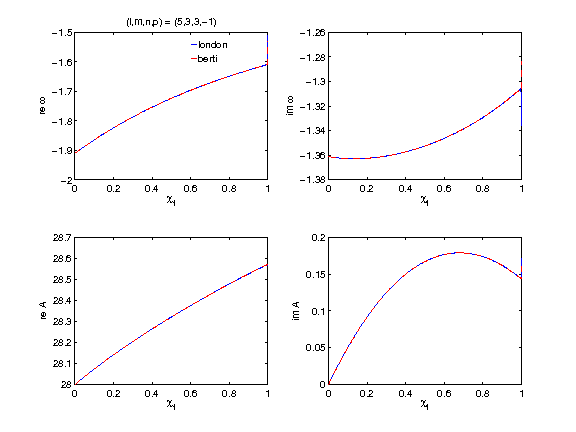 (l,m,n,p) = (5,3,3,−1)
london
berti
−1.5
−1.6
−1.7
−1.8
−1.9
−2
re ω
0 0.2 0.4 0.6 0.8 1
χf
−1.26
−1.28
−1.3
−1.32
−1.34
−1.36
−1.38
im ω
0 0.2 0.4 0.6 0.8 1
χf
28.7
28.6
28.5
28.4
28.3
28.2
28.1
28
re A
0 0.2 0.4 0.6 0.8 1
χf
0.2
0.15
0.1
0.05
0
im A
0 0.2 0.4 0.6 0.8 1
χf